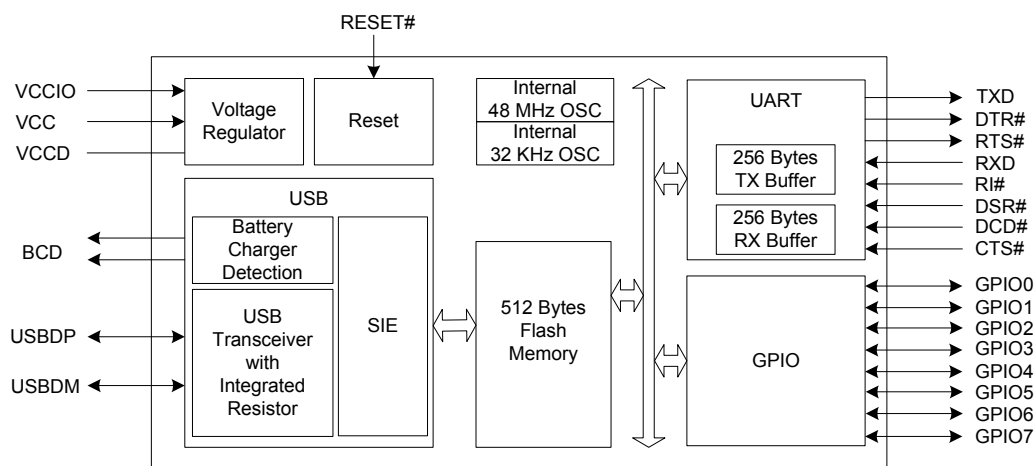 RESET#
VCCIO
VCC
VCCD
Voltage
Regulator
Reset
Internal
48 MHz OSC
Internal
32 KHz OSC
UART
256 Bytes
TX Buffer
256 Bytes
RX Buffer
TXD
DTR#
RTS#
RXD
RI#
DSR#
DCD#
CTS#
USB
BCD
Battery
Charger
Detection
USBDP
USBDM
USB
Transceiver
with
Integrated
Resistor
SIE
512 Bytes
Flash
Memory
GPIO
GPIO0
GPIO1
GPIO2
GPIO3
GPIO4
GPIO5
GPIO6
GPIO7